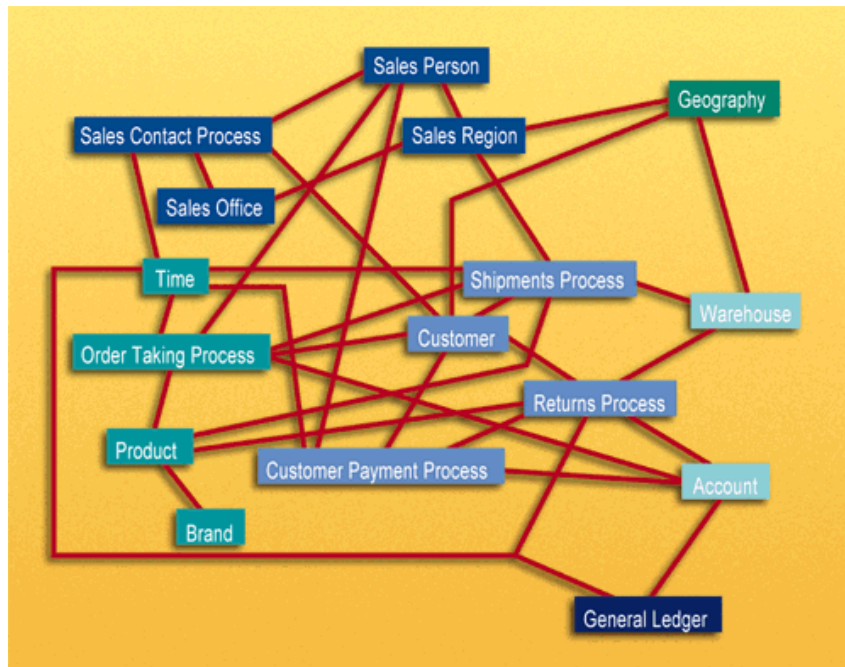 Sales Person
Geography
Sales Contact Process
Sales Region
Sales Office
Time
Shipments Process
Warehouse
Customer
Order Taking Process
Returns Process
Product
Customer Payment Process
Account
Brand
General Ledger